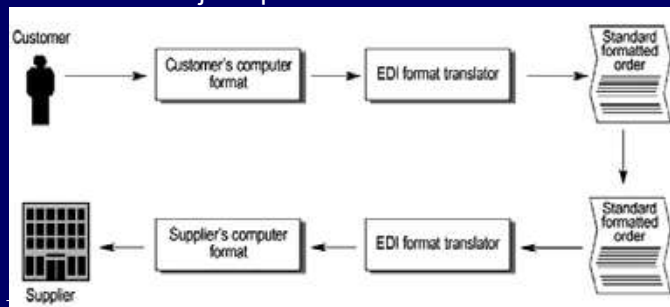 Customer
Customer's computer
format
EDI format translator
Standard
formatted
order
Supplier
Supplier's computer
format
EDI format translator
Standard
formatted
order